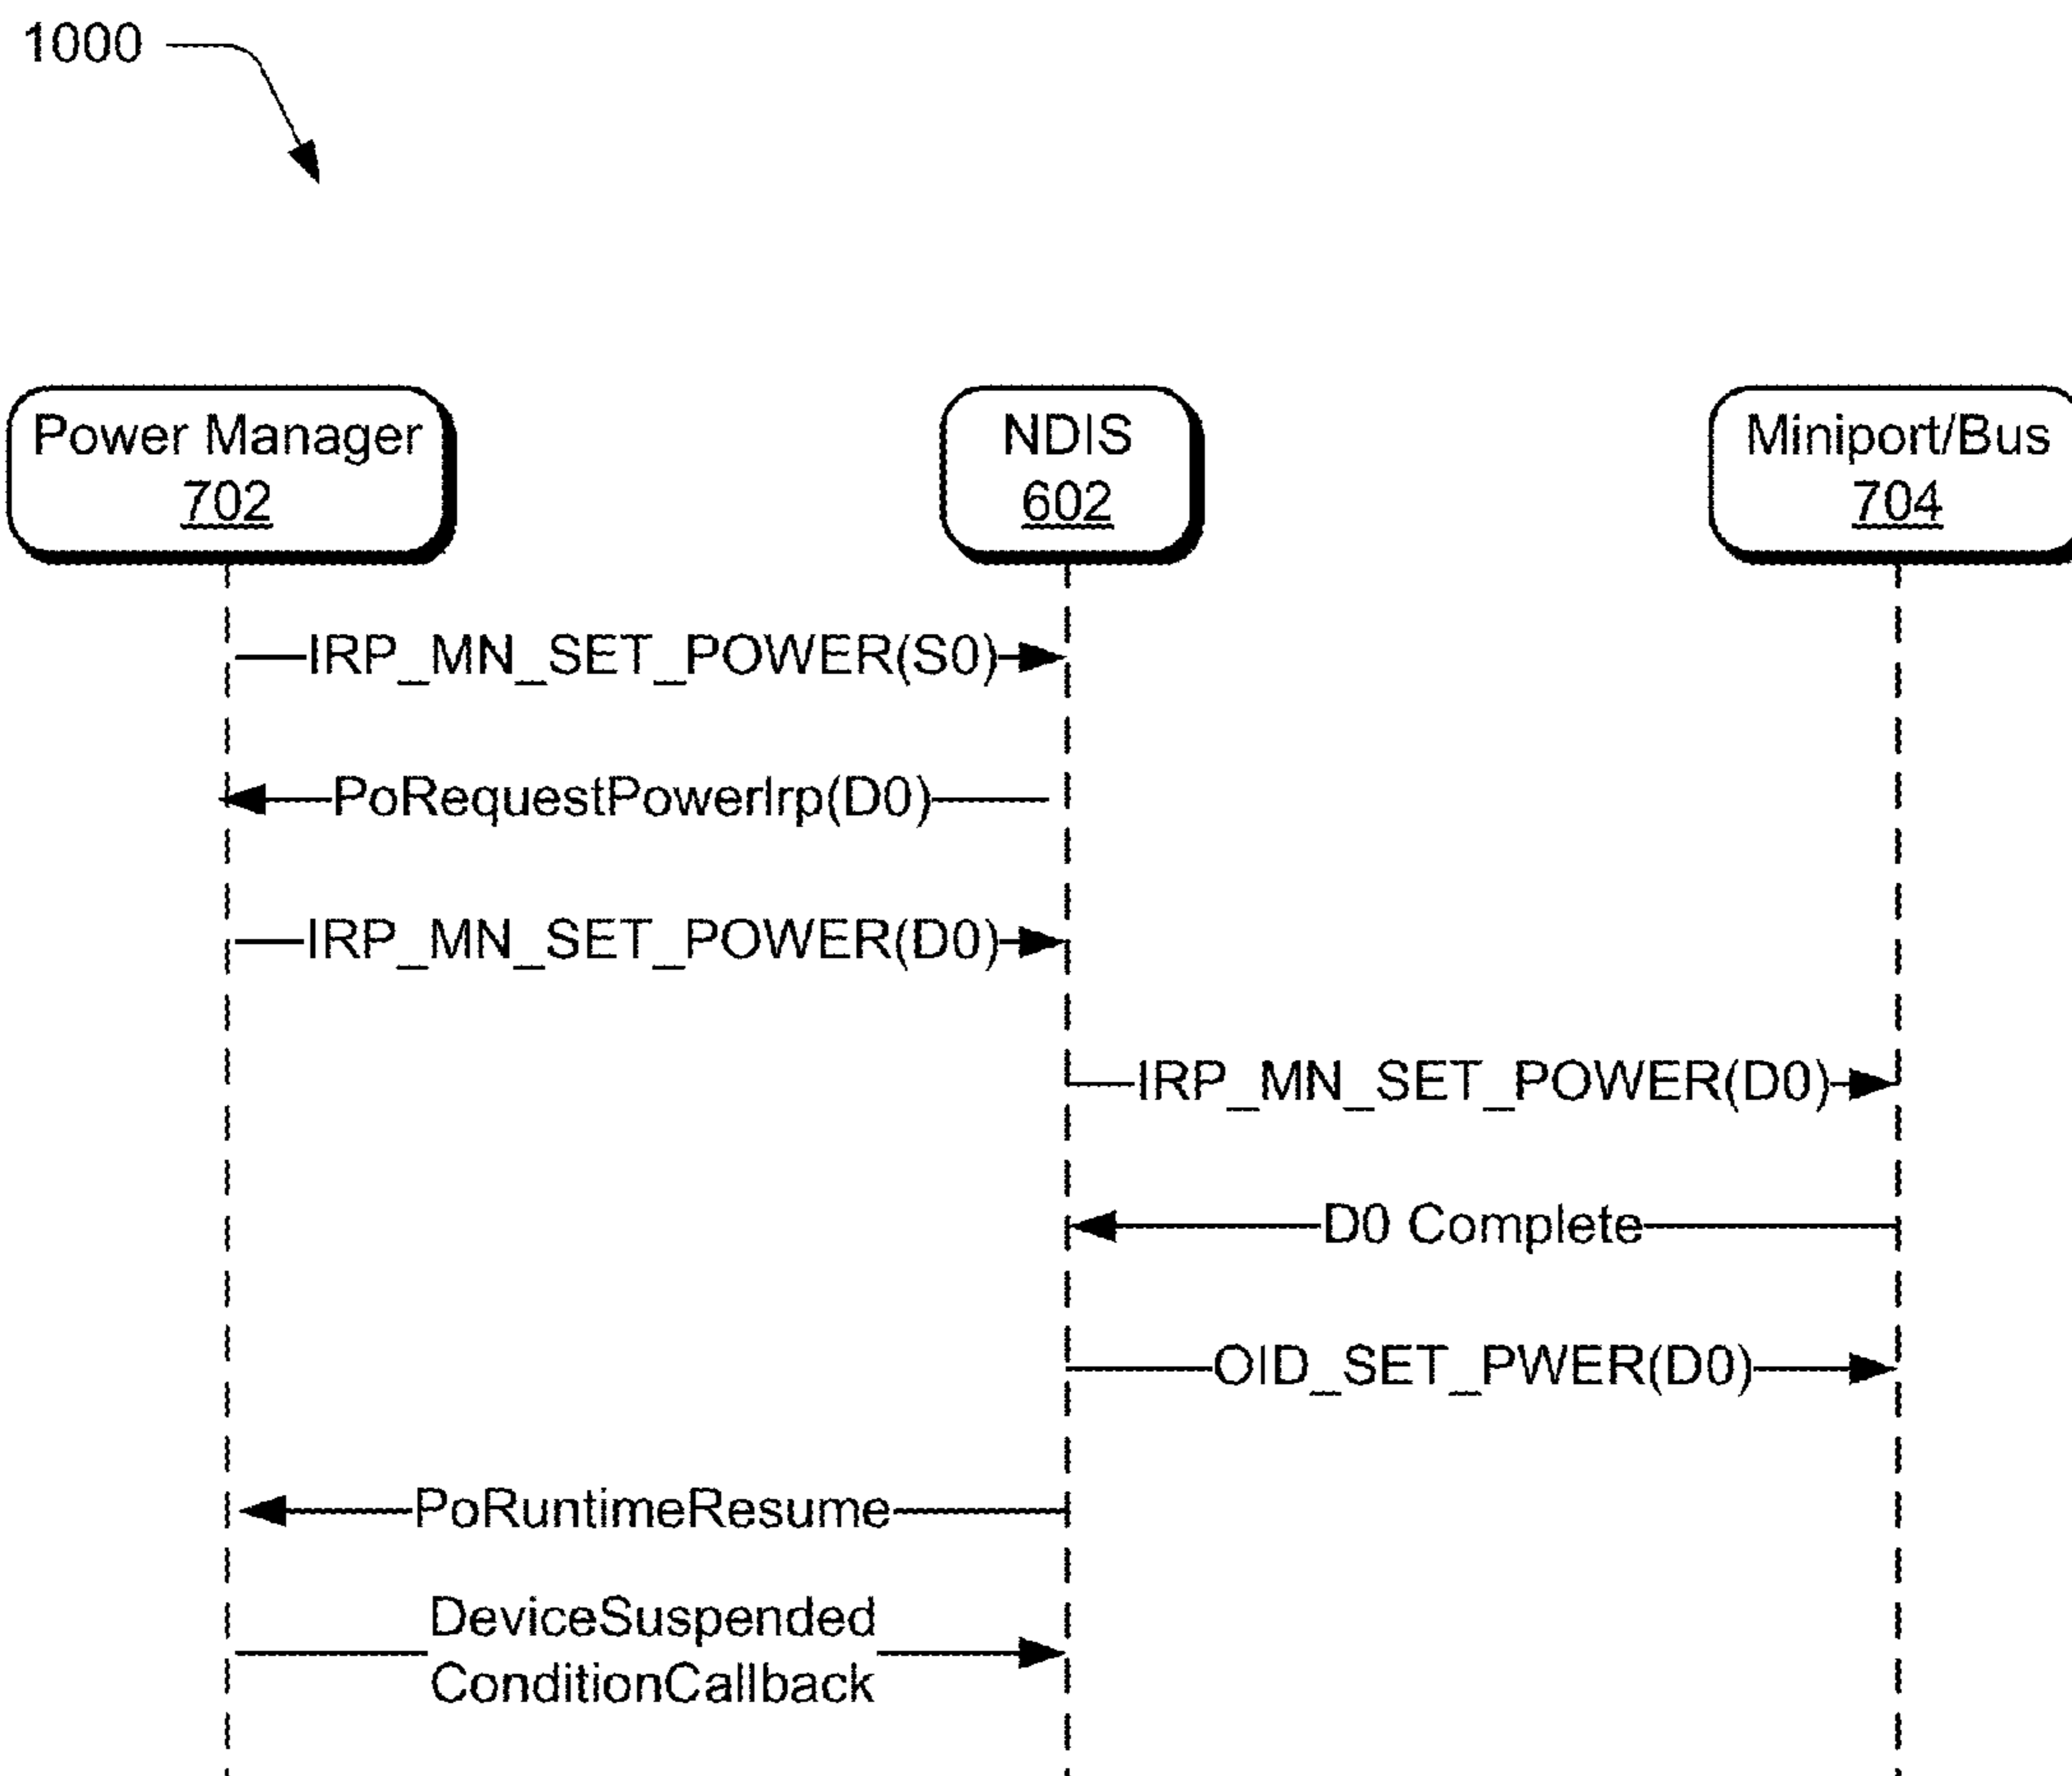 1000
Power Manager
702
NDIS
602
Miniport/Bus
704
IRP_MN_SET_POWER(S0)
PoRequestPowerIrp(D0)
IRP_MN_SET_POWER(D0)
IRP_MN_SET_POWER(D0)
D0 Complete
OID_SET_PWER(D0)
PoRuntimeResume
DeviceSuspended
ConditionCallback